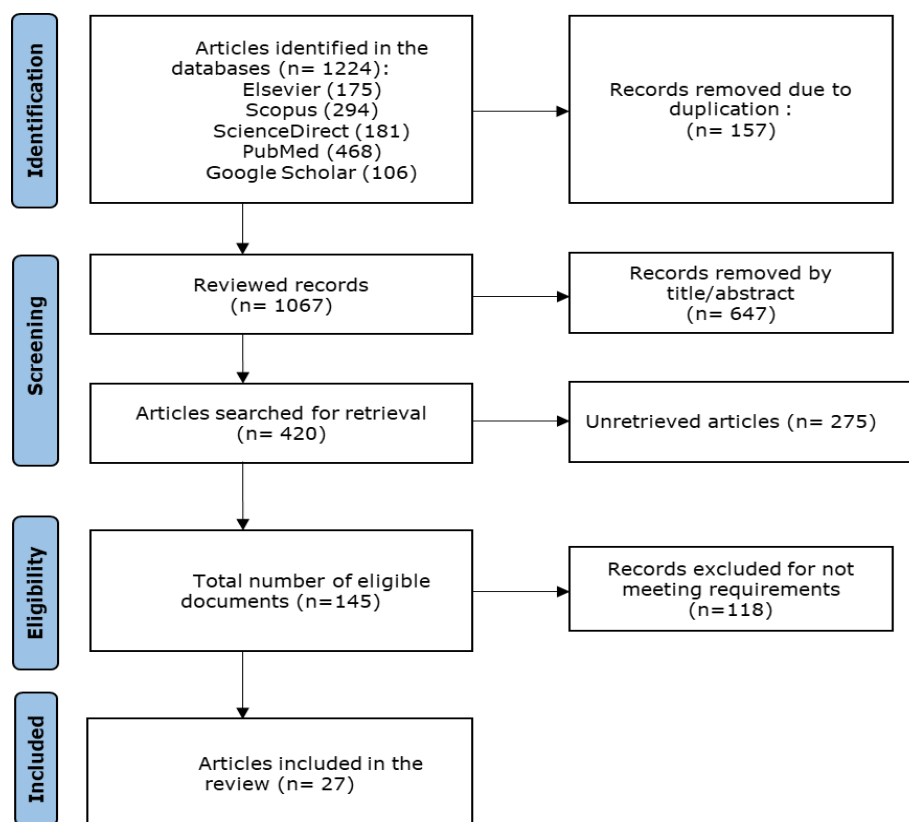 Identification
Articles identified in the
databases (n= 1224):
Elsevier (175)
Scopus (294)
ScienceDirect (181)
PubMed (468)
Google Scholar (106)
Records removed due to
duplication :
(n= 157)
Screening
Reviewed records
(n= 1067)
Records removed by
title/abstract
(n= 647)
Articles searched for retrieval
(n= 420)
Unretrieved articles (n= 275)
Eligibility
Total number of eligible
documents (n=145)
Records excluded for not
meeting requirements
(n=118)
Included
Articles included in the
review (n= 27)